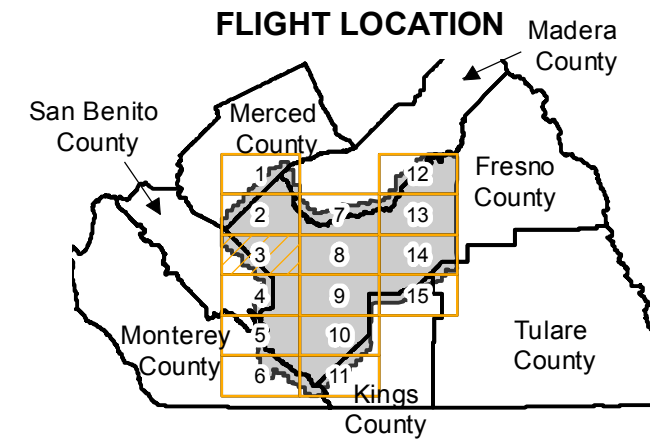 FLIGHT LOCATION
Madera
County
San Benito
County
Merced
County
Fresno
County
1
12
2
7
13
3
8
14
4
9
15
5
10
6
11
Monterey
County
Tulare
County
Kings
County